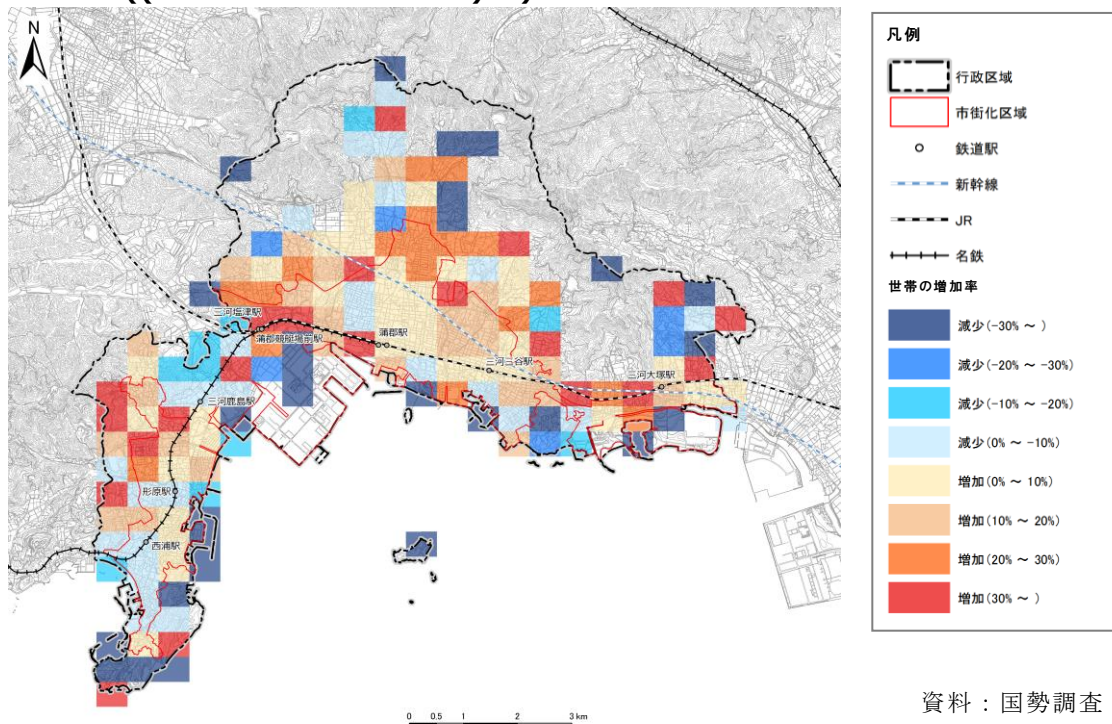 N
三河塩津駅
蒲郡競艇場前駅
蒲郡駅
三河三谷駅
三河大塚駅
三河鹿島駅
形原駅
西浦駅
0 0.5 1 2 3 km
凡例
行政区域
市街化区域
鉄道駅
新幹線
JR
名鉄
世帯の増加率
減少(-30% ~ )
減少(-20% ~ -30%)
減少(-10% ~ -20%)
減少(0% ~ -10%)
増加(0% ~ 10%)
増加(10% ~ 20%)
増加(20% ~ 30%)
増加(30% ~ )
資料：国勢調査